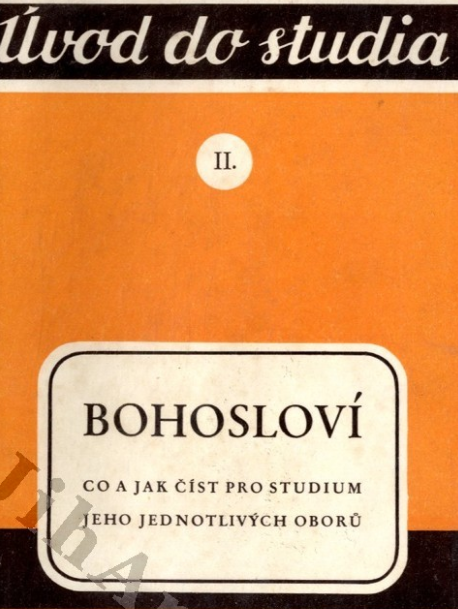 Úvod do studia
II.
BOHOSLOVÍ
CO A JAK ČÍST PRO STUDIUM
JEHO JEDNOTLIVÝCH OBORŮ